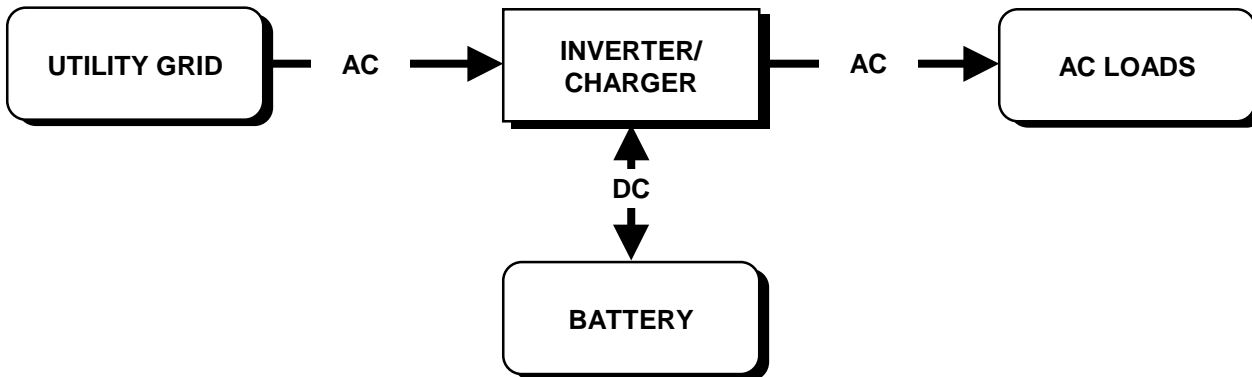 UTILITY GRID
AC
INVERTER/
CHARGER
AC
AC LOADS
DC
BATTERY